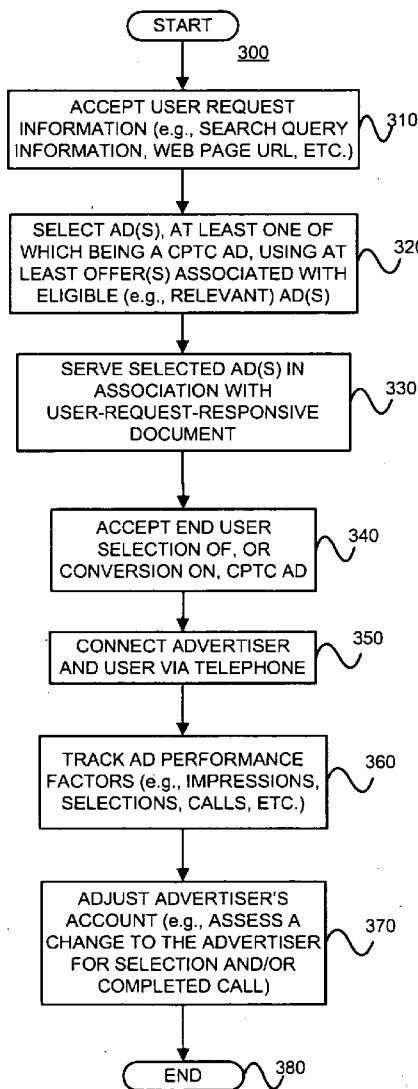 START
300
ACCEPT USER REQUEST
INFORMATION (e.g., SEARCH QUERY
INFORMATION, WEB PAGE URL, ETC.)
310
SELECT AD(S), AT LEAST ONE OF
WHICH BEING A CPTC AD, USING AT
LEAST OFFER(S) ASSOCIATED WITH
ELIGIBLE (e.g., RELEVANT) AD(S)
320
SERVE SELECTED AD(S) IN
ASSOCIATION WITH
USER-REQUEST-RESPONSIVE
DOCUMENT
330
ACCEPT END USER
SELECTION OF, OR
CONVERSION ON, CPTC AD
340
CONNECT ADVERTISER
AND USER VIA TELEPHONE
350
TRACK AD PERFORMANCE
FACTORS (e.g., IMPRESSIONS,
SELECTIONS, CALLS, ETC.)
360
ADJUST ADVERTISER'S
ACCOUNT (e.g., ASSESS A
CHANGE TO THE ADVERTISER
FOR SELECTION AND/OR
COMPLETED CALL)
370
END
380